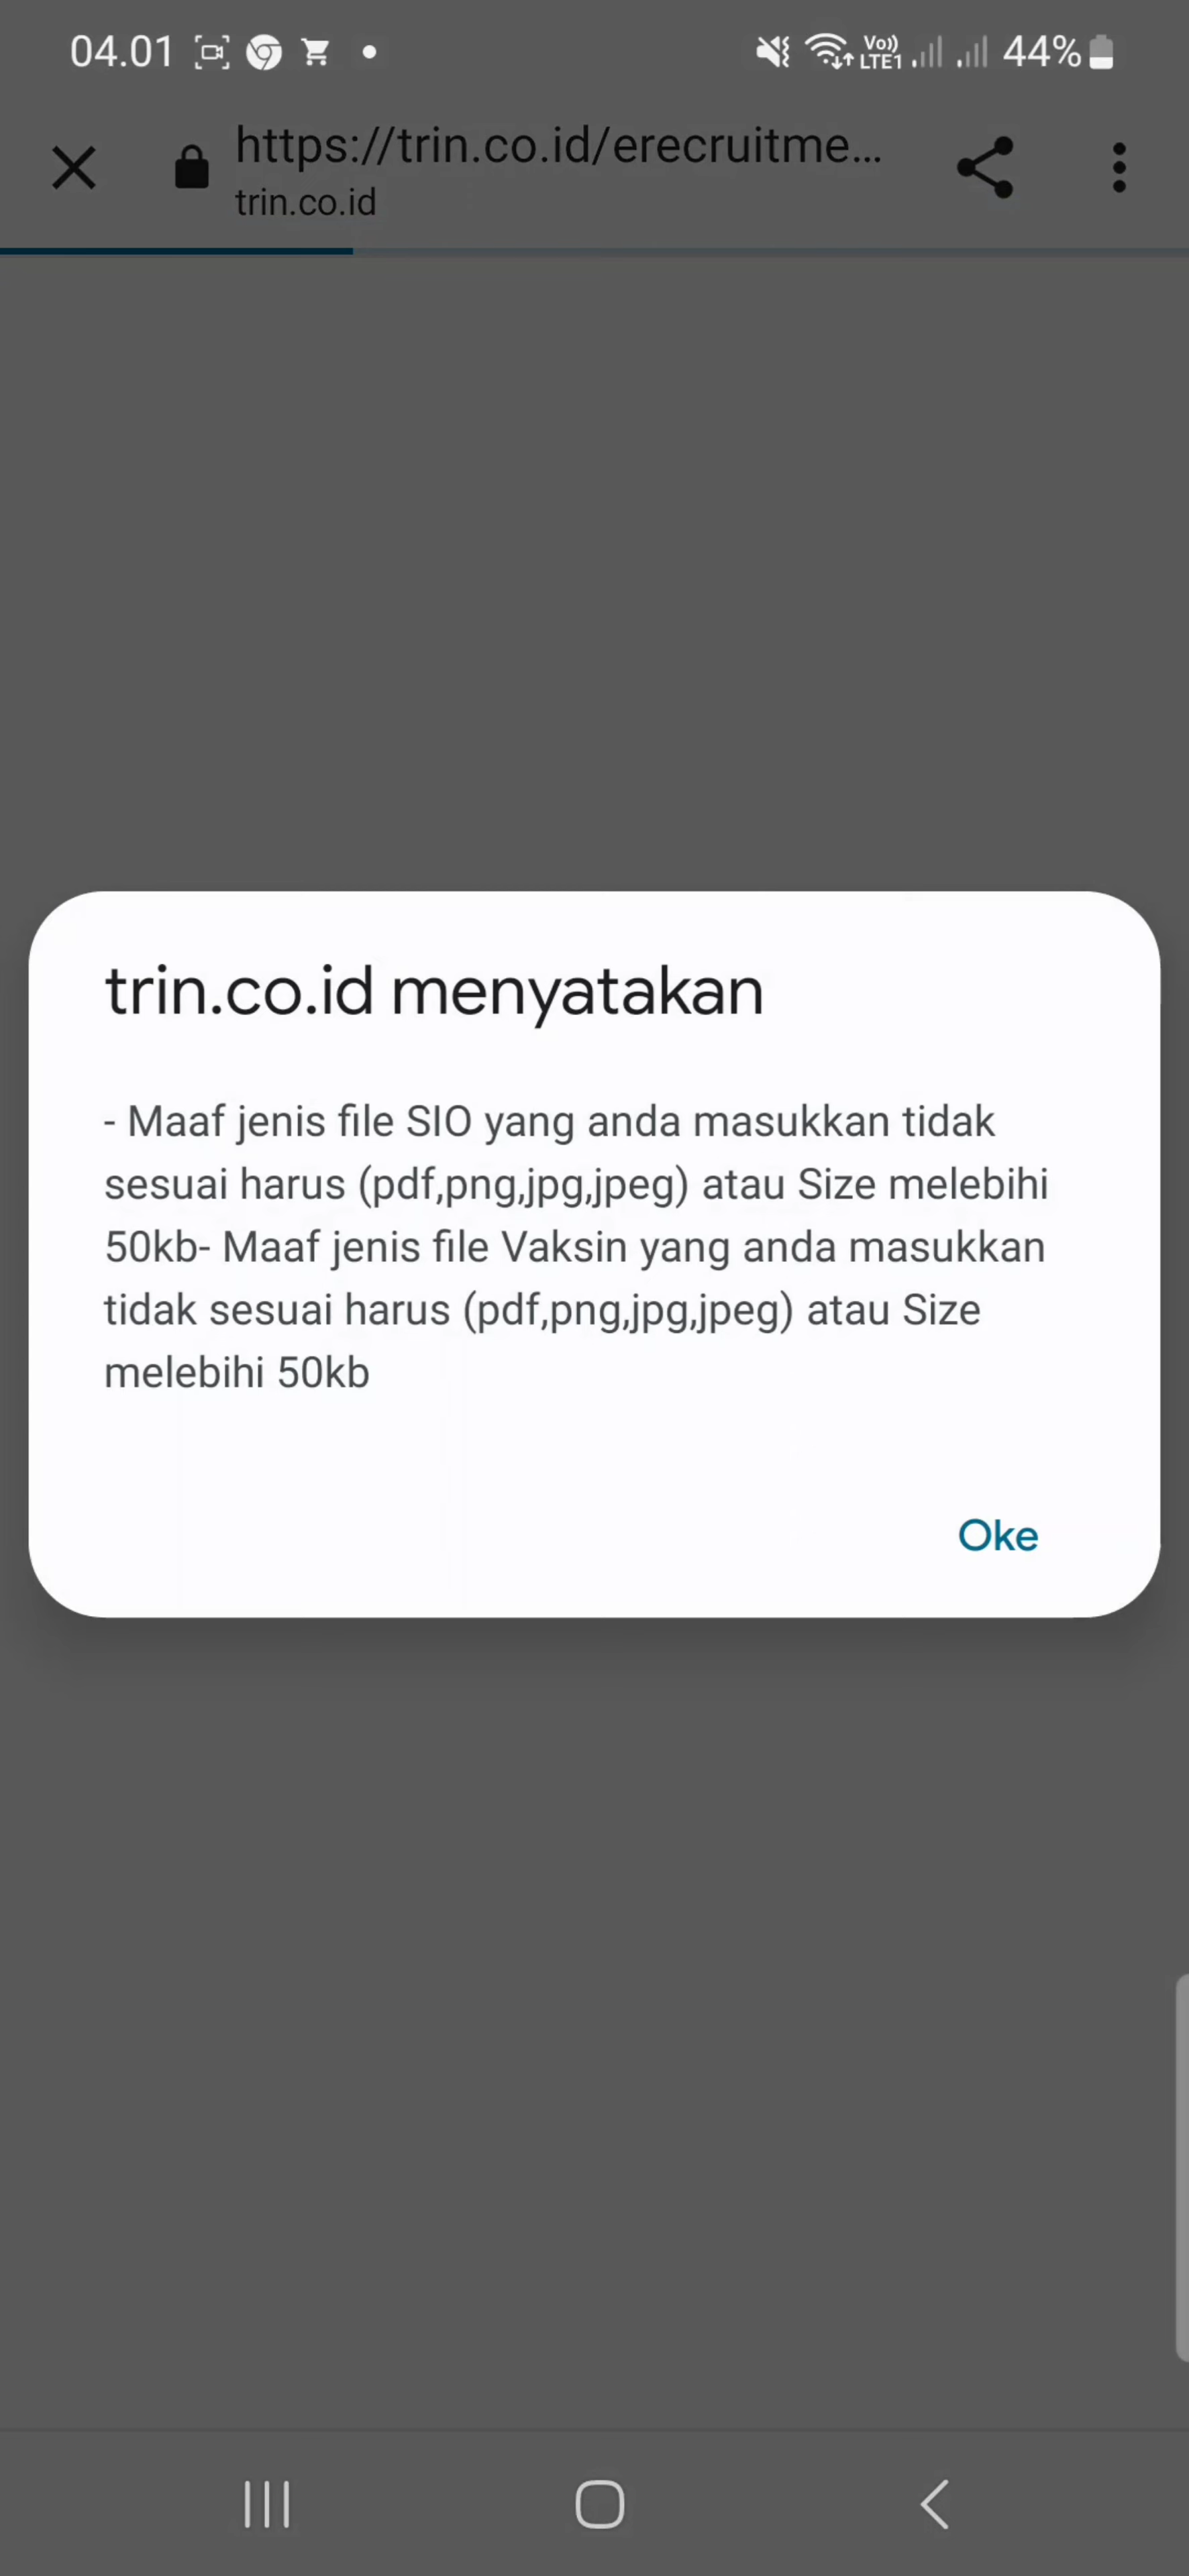 04.01
Vo)) LTE1 44%
https://trin.co.id/erecruitme...
trin.co.id
trin.co.id menyatakan
- Maaf jenis file SIO yang anda masukkan tidak
sesuai harus (pdf,png,jpg,jpeg) atau Size melebihi
50kb- Maaf jenis file Vaksin yang anda masukkan
tidak sesuai harus (pdf,png,jpg,jpeg) atau Size
melebihi 50kb
Oke